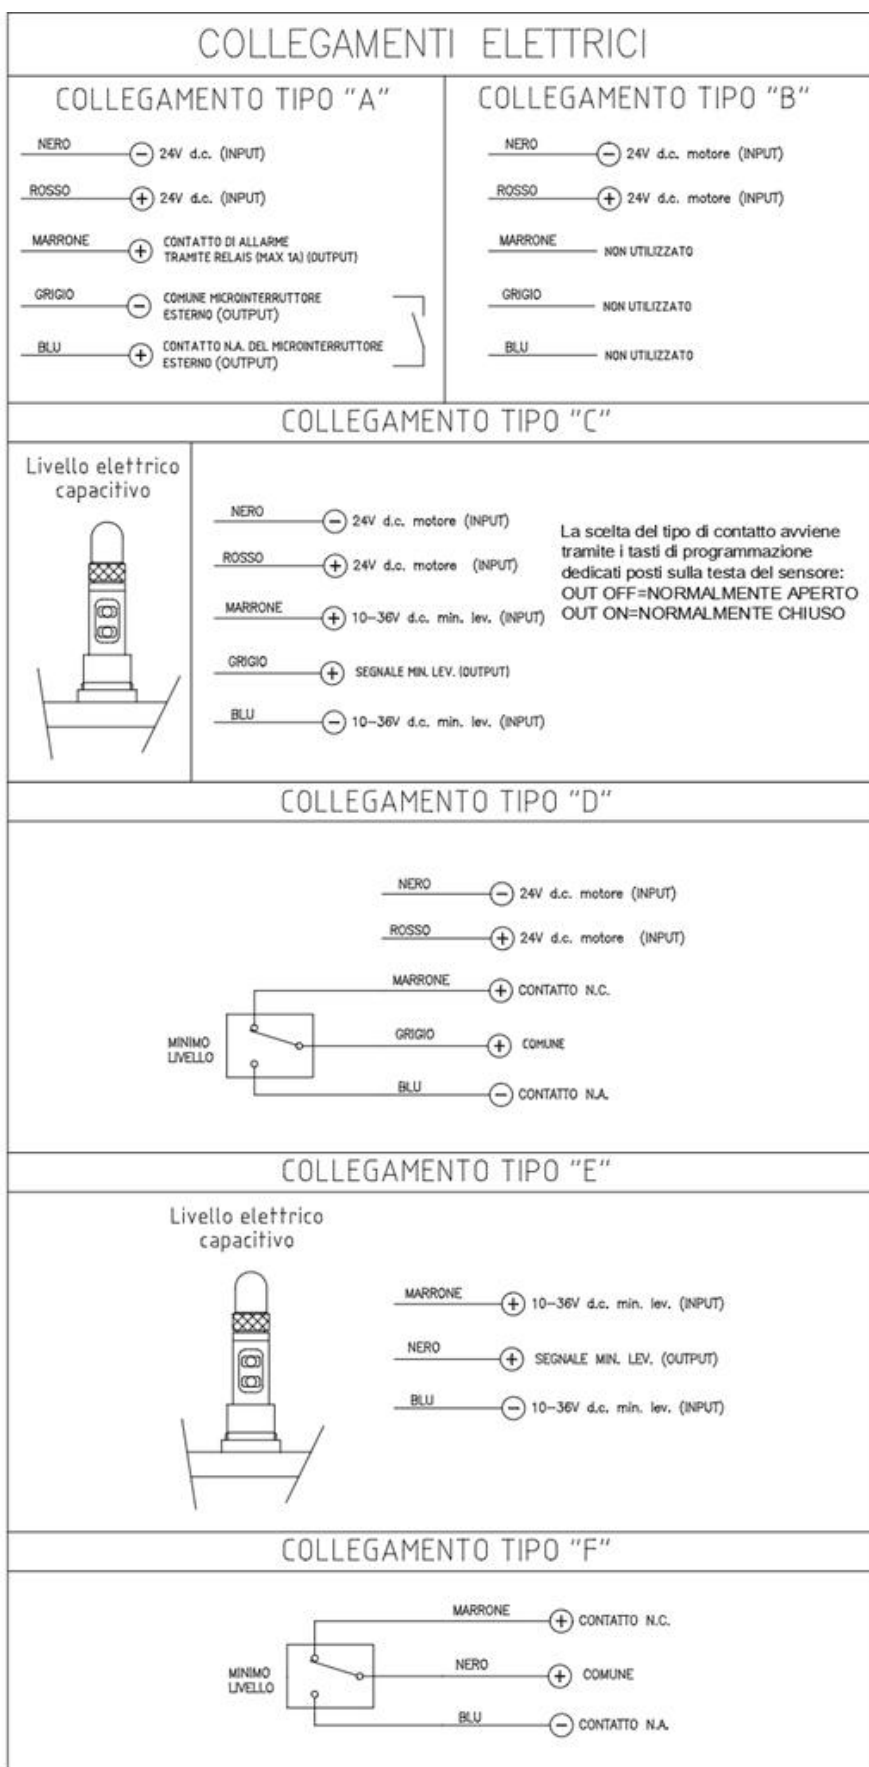 COLLEGAMENTI ELETTRICI
COLLEGAMENTO TIPO "A"
NERO - 24V d.c. (INPUT)
ROSSO + 24V d.c. (INPUT)
MARRONE + CONTATTO DI ALLARME
TRAMITE RELAIS (MAX 1A) (OUTPUT)
GRIGIO - COMUNE MICROINTERRUTTORE
ESTERNO (OUTPUT)
BLU + CONTATTO N.A. DEL MICROINTERRUTTORE
ESTERNO (OUTPUT)
COLLEGAMENTO TIPO "B"
NERO - 24V d.c. motore (INPUT)
ROSSO + 24V d.c. motore (INPUT)
MARRONE NON UTILIZZATO
GRIGIO NON UTILIZZATO
BLU NON UTILIZZATO
COLLEGAMENTO TIPO "C"
Livello elettrico
capacitivo
NERO - 24V d.c. motore (INPUT)
ROSSO + 24V d.c. motore (INPUT)
MARRONE + 10-36V d.c. min. lev. (INPUT)
GRIGIO + SEGNALE MIN. LEV. (OUTPUT)
BLU - 10-36V d.c. min. lev. (INPUT)
La scelta del tipo di contatto avviene
tramite i tasti di programmazione
dedicati posti sulla testa del sensore:
OUT OFF=NORMALMENTE APERTO
OUT ON=NORMALMENTE CHIUSO
COLLEGAMENTO TIPO "D"
NERO - 24V d.c. motore (INPUT)
ROSSO + 24V d.c. motore (INPUT)
MINIMO
LIVELLO
MARRONE + CONTATTO N.C.
GRIGIO + COMUNE
BLU - CONTATTO N.A.
COLLEGAMENTO TIPO "E"
Livello elettrico
capacitivo
MARRONE + 10-36V d.c. min. lev. (INPUT)
NERO + SEGNALE MIN. LEV. (OUTPUT)
BLU - 10-36V d.c. min. lev. (INPUT)
COLLEGAMENTO TIPO "F"
MINIMO
LIVELLO
MARRONE + CONTATTO N.C.
NERO + COMUNE
BLU - CONTATTO N.A.